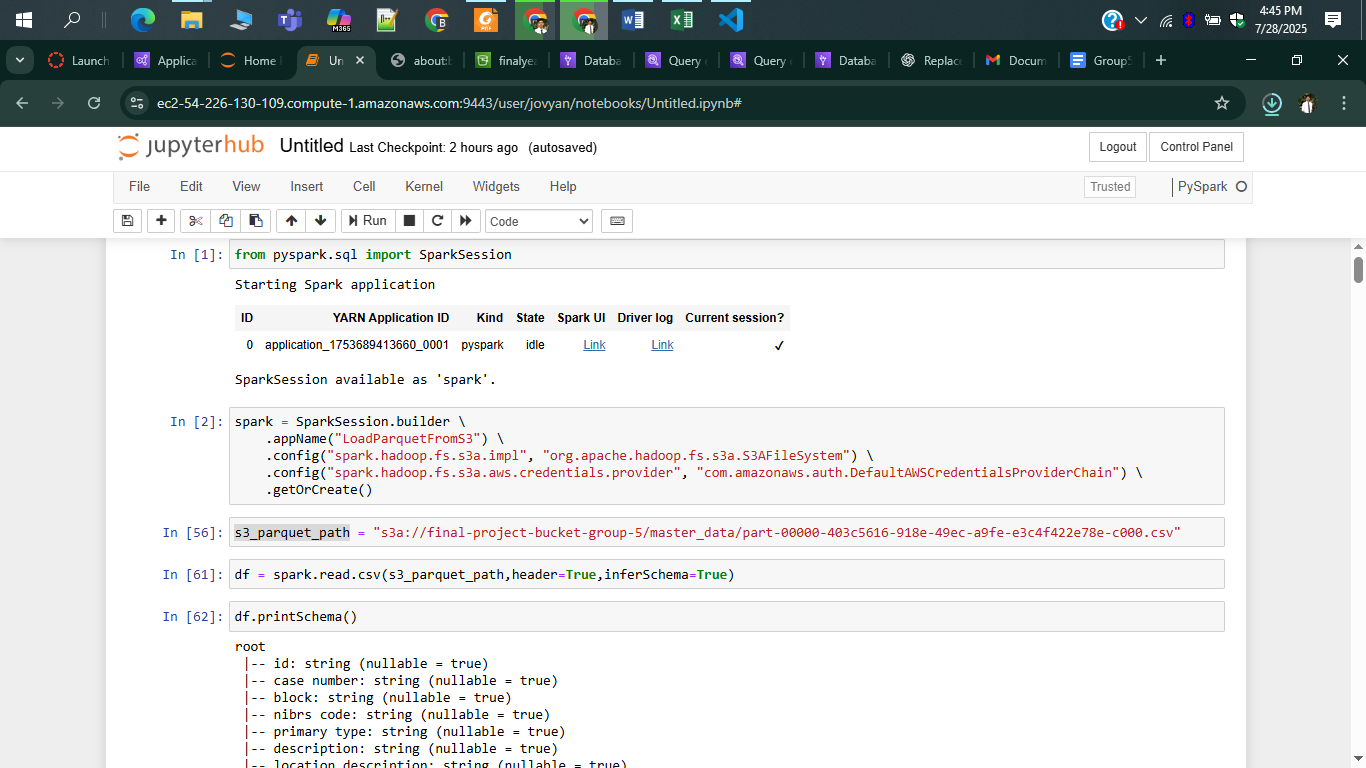 4:45 PM
7/28/2025
M365
Launch
Applica
Home
Un
about:b
finalyea
Databa
Query
Query
Databa
Replace
Docum
GroupS
ec2-54-226-130-109.compute-1.amazonaws.com:9443/user/jovyan/notebooks/Untitled.ipynb#
jupyterhub Untitled Last Checkpoint: 2 hours ago (autosaved) Logout Control Panel
File Edit View Insert Cell Kernel Widgets Help Trusted PySpark
Run Code
In [1]: from pyspark.sql import SparkSession
Starting Spark application
ID YARN Application ID Kind State Spark UI Driver log Current session?
0 application_1753689413660_0001 pyspark idle Link Link ✓
SparkSession available as 'spark'.
In [2]: spark = SparkSession.builder \
.appName("LoadParquetFromS3") \
.config("spark.hadoop.fs.s3a.impl", "org.apache.hadoop.fs.s3a.S3AFileSystem") \
.config("spark.hadoop.fs.s3a.aws.credentials.provider", "com.amazonaws.auth.DefaultAWSCredentialsProviderChain") \
.getOrCreate()
In [56]: s3_parquet_path = "s3a://final-project-bucket-group-5/master_data/part-00000-403c5616-918e-49ec-a9fe-e3c4f422e78e-c000.csv"
In [61]: df = spark.read.csv(s3_parquet_path,header=True,inferSchema=True)
In [62]: df.printSchema()
root
|-- id: string (nullable = true)
|-- case number: string (nullable = true)
|-- block: string (nullable = true)
|-- nibrs code: string (nullable = true)
|-- primary type: string (nullable = true)
|-- description: string (nullable = true)
|-- location description: string (nullable = true)